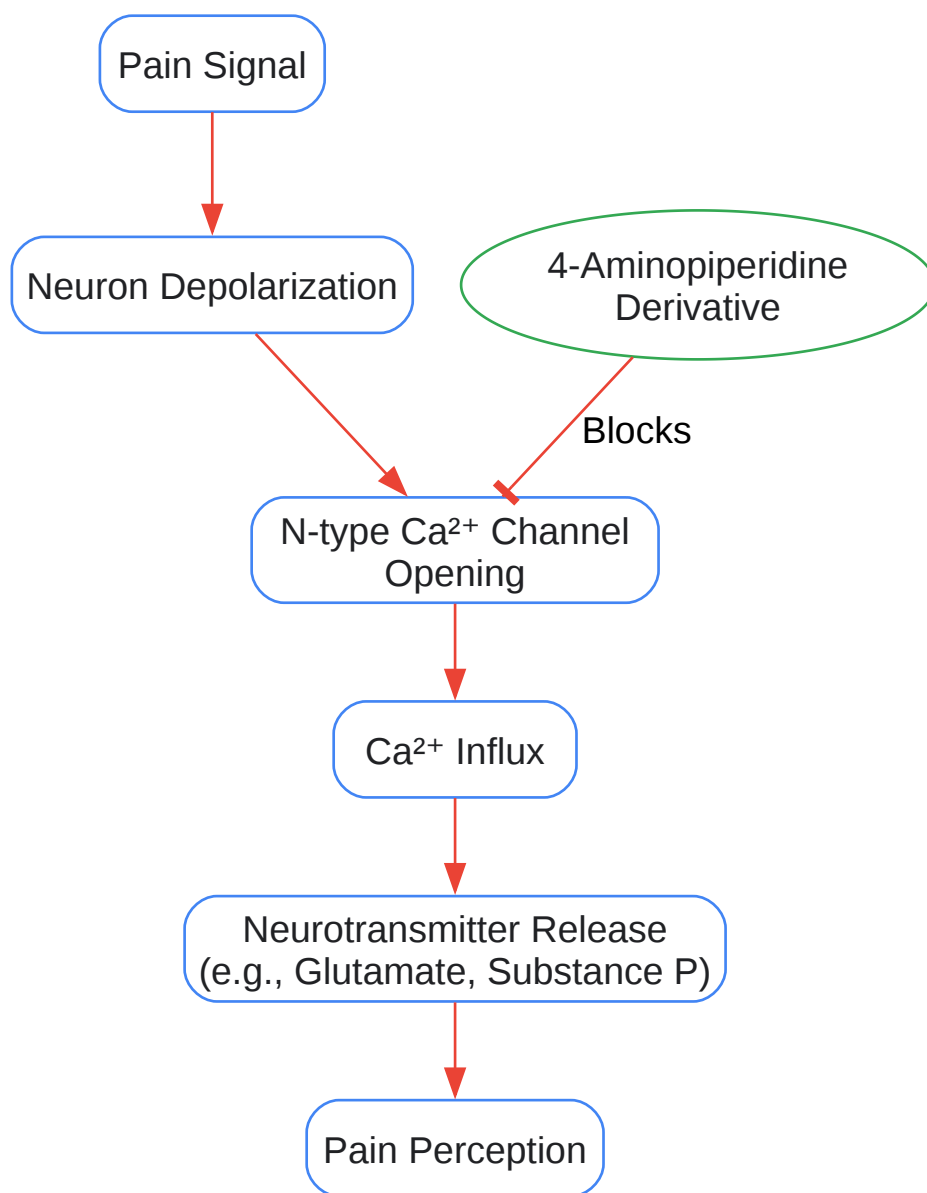 Pain Signal
Neuron Depolarization
4-Aminopiperidine
Derivative
Blocks
N-type Ca²⁺ Channel
Opening
Ca²⁺ Influx
Neurotransmitter Release
(e.g., Glutamate, Substance P)
Pain Perception